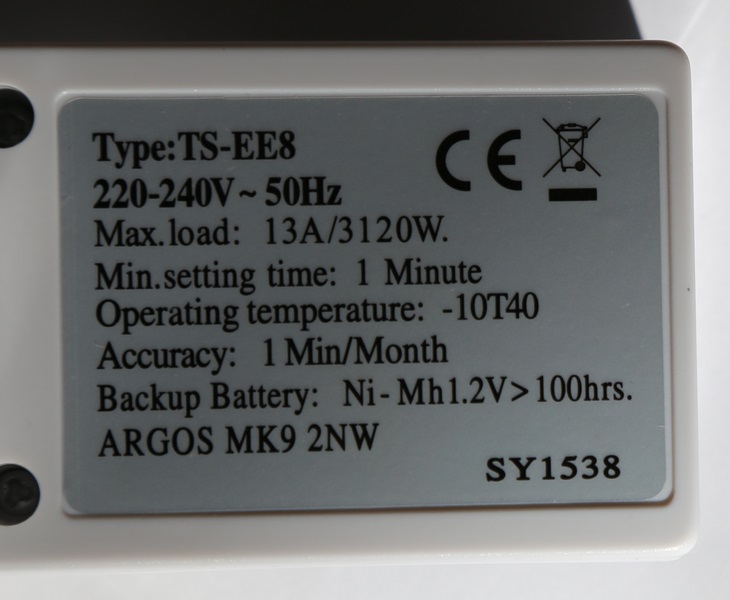 Type:TS-EE8
CE
220-240V~ 50Hz
Max.load: 13A/3120W.
Min.setting time: 1 Minute
Operating temperature: -10T40
Accuracy: 1 Min/Month
Backup Battery: Ni-Mh1.2V>100hrs.
ARGOS MK9 2NW
SY1538